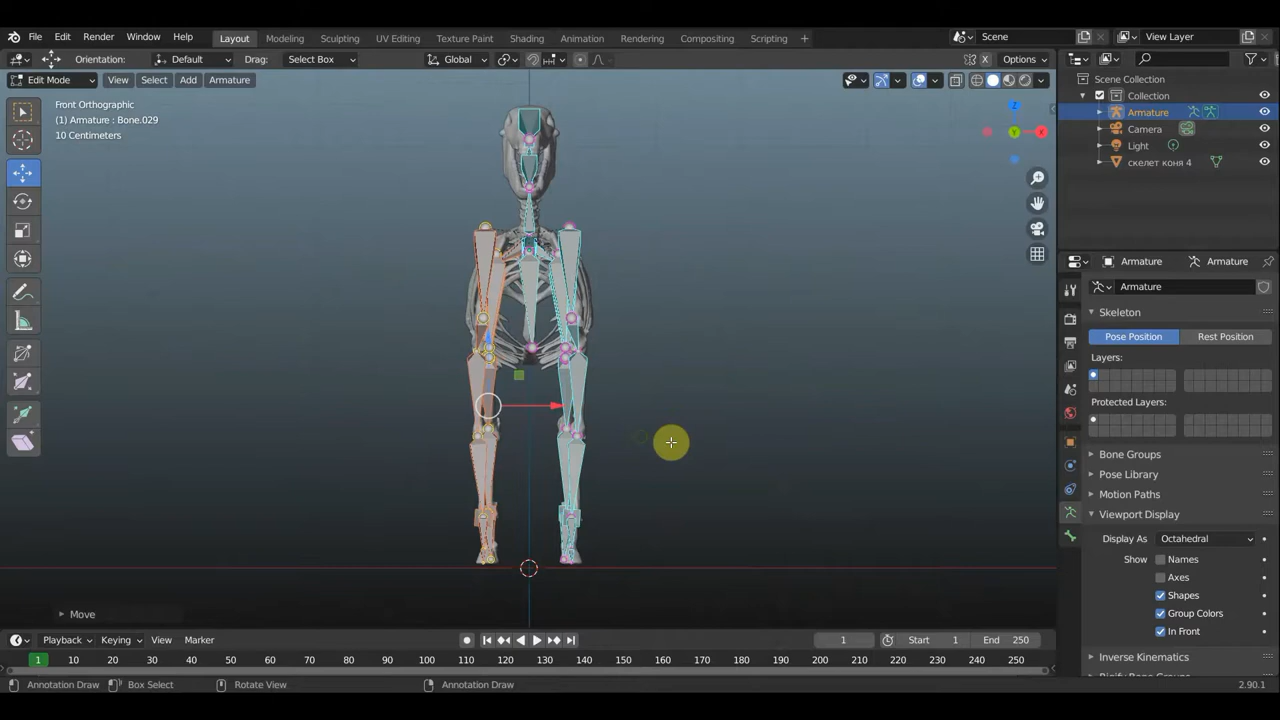 File Edit Render Window Help Layout Modeling Sculpting UV Editing Texture Paint Shading Animation Rendering Compositing Scripting + Scene View Layer
Orientation: Default Drag: Select Box Global X Options
Edit Mode View Select Add Armature
Front Orthographic
(1) Armature : Bone.029
10 Centimeters
Z
Y
X
Scene Collection
Collection
Armature
Camera
Light
скелет коня 4
Armature Armature
Armature
Skeleton
Pose Position Rest Position
Layers:
Protected Layers:
Bone Groups
Pose Library
Motion Paths
Viewport Display
Display As Octahedral
Show Names
Axes
Shapes
Group Colors
In Front
Inverse Kinematics
Move
Playback Keying View Marker 1 Start 1 End 250
1 10 20 30 40 50 60 70 80 90 100 110 120 130 140 150 160 170 180 190 200 210 220 230 240 250
Annotation Draw Box Select Rotate View Annotation Draw 2.90.1